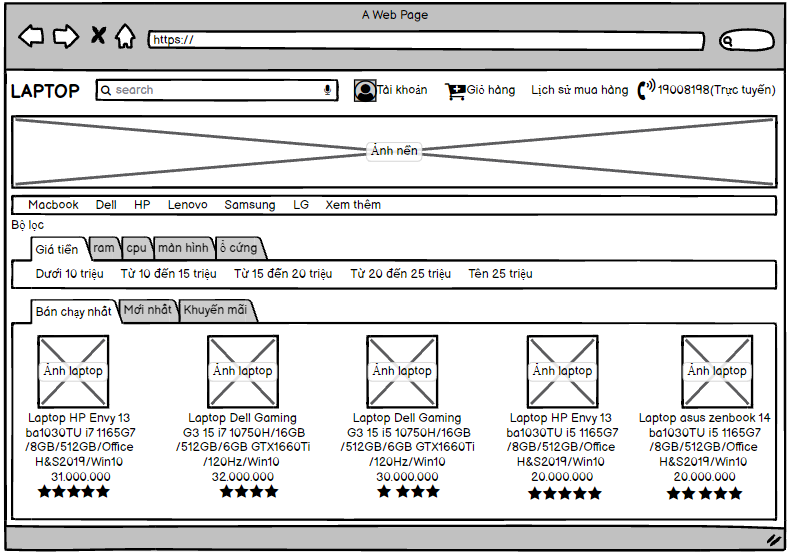 A Web Page
https://
LAPTOP
search
Tài khoản
Giỏ hàng
Lịch sử mua hàng
19008198(Trực tuyến)
Ảnh nền
Macbook Dell HP Lenovo Samsung LG Xem thêm
Bộ lọc
Giá tiền ram cpu màn hình ổ cứng
Dưới 10 triệu Từ 10 đến 15 triệu Từ 15 đến 20 triệu Từ 20 đến 25 triệu Tên 25 triệu
Bán chạy nhất Mới nhất Khuyến mãi
Ảnh laptop
Laptop HP Envy 13
ba1030TU i7 1165G7
/8GB/512GB/Office
H&S2019/Win10
31.000.000
Ảnh laptop
Laptop Dell Gaming
G3 15 i7 10750H/16GB
/512GB/6GB GTX1660Ti
/120Hz/Win10
32.000.000
Ảnh laptop
Laptop Dell Gaming
G3 15 i5 10750H/16GB
/512GB/6GB GTX1660Ti
/120Hz/Win10
30.000.000
Ảnh laptop
Laptop HP Envy 13
ba1030TU i5 1165G7
/8GB/512GB/Office
H&S2019/Win10
20.000.000
Ảnh laptop
Laptop asus zenbook 14
ba1030TU i5 1165G7
/8GB/512GB/Office
H&S2019/Win10
20.000.000